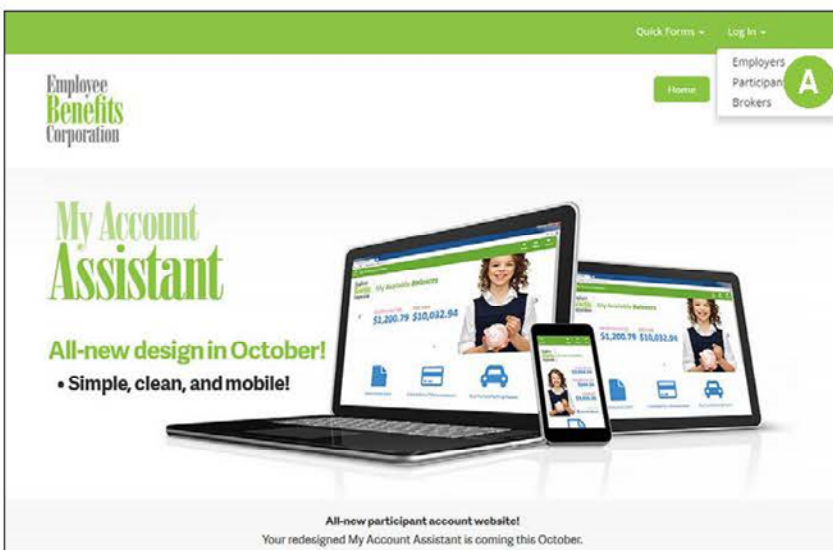 Quick Forms Log In
Employers
Participan
Brokers
A
Home
Employee
Benefits
Corporation
My Account
Assistant
All-new design in October!
• Simple, clean, and mobile!
My Available Balances
$1,200.79 $10,032.94
My Available Balances
$1,200.79 $10,032.94
All-new participant account website!
Your redesigned My Account Assistant is coming this October.